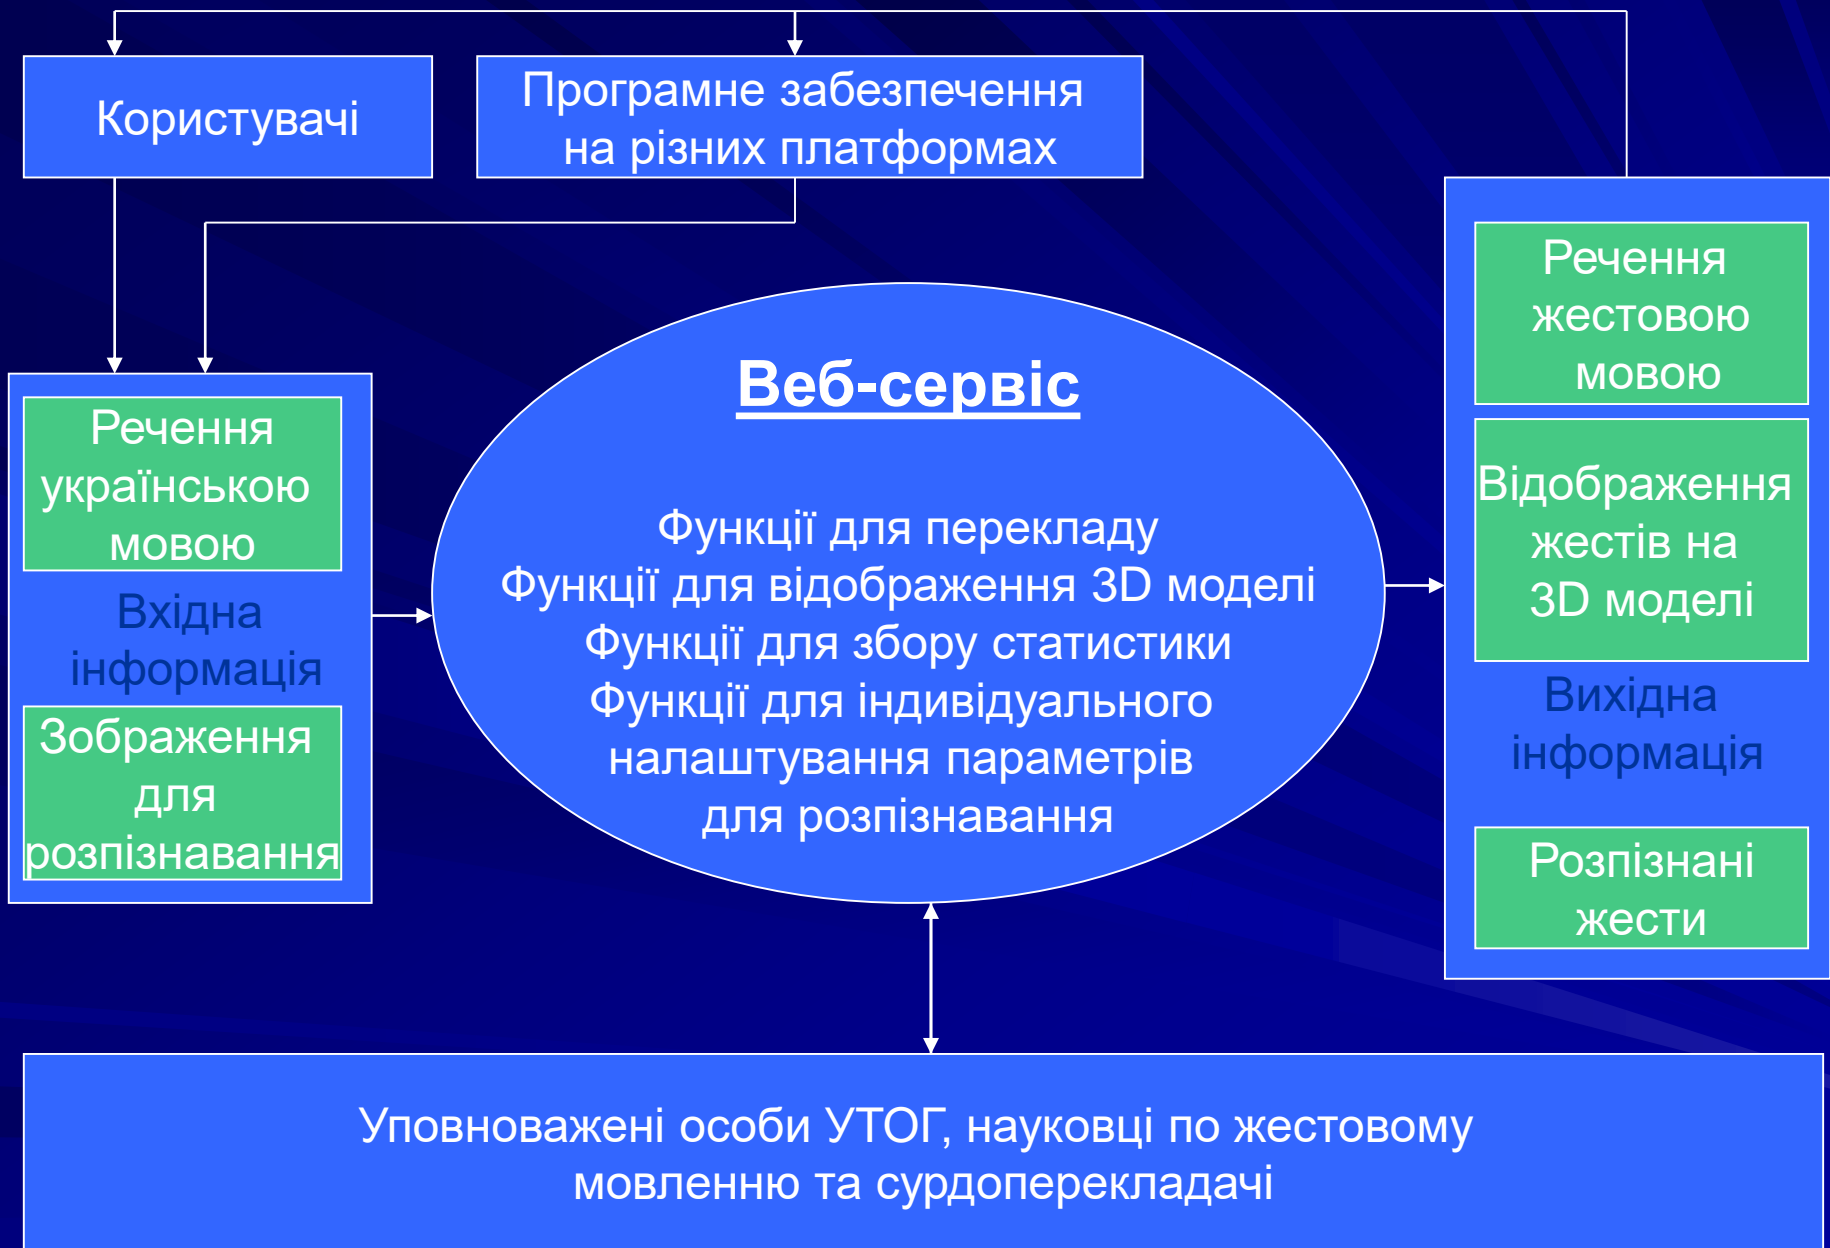 Користувачі
Програмне забезпечення
на різних платформах
Речення
українською
мовою
Вхідна
інформація
Зображення
для
розпізнавання
Веб-сервіс
Функції для перекладу
Функції для відображення 3D моделі
Функції для збору статистики
Функції для індивідуального
налаштування параметрів
для розпізнавання
Речення
жестовою
мовою
Відображення
жестів на
3D моделі
Вихідна
інформація
Розпізнані
жести
Уповноважені особи УТОГ, науковці по жестовому
мовленню та сурдоперекладачі